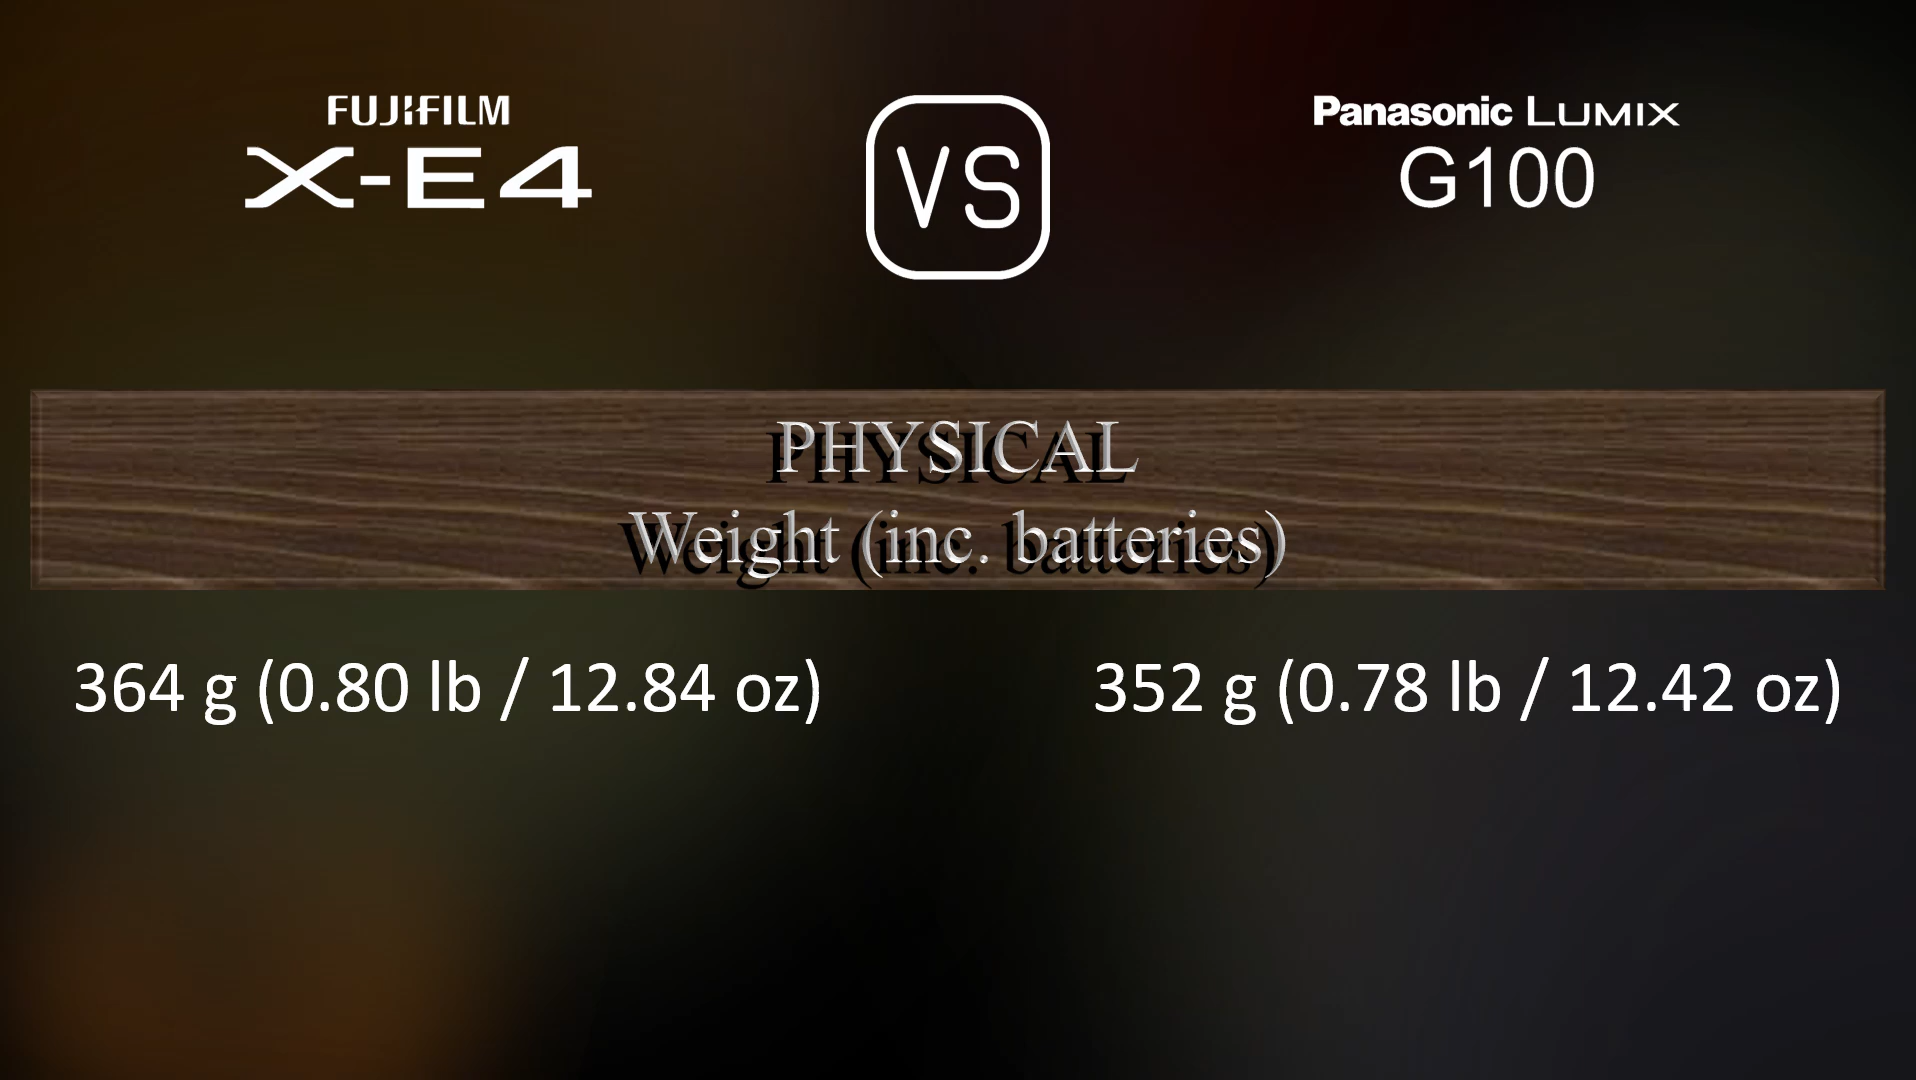 FUJIFILM
X-E4
VS
Panasonic LUMIX
G100
PHYSICAL
Weight (inc. batteries)
364 g (0.80 lb / 12.84 oz)
352 g (0.78 lb / 12.42 oz)